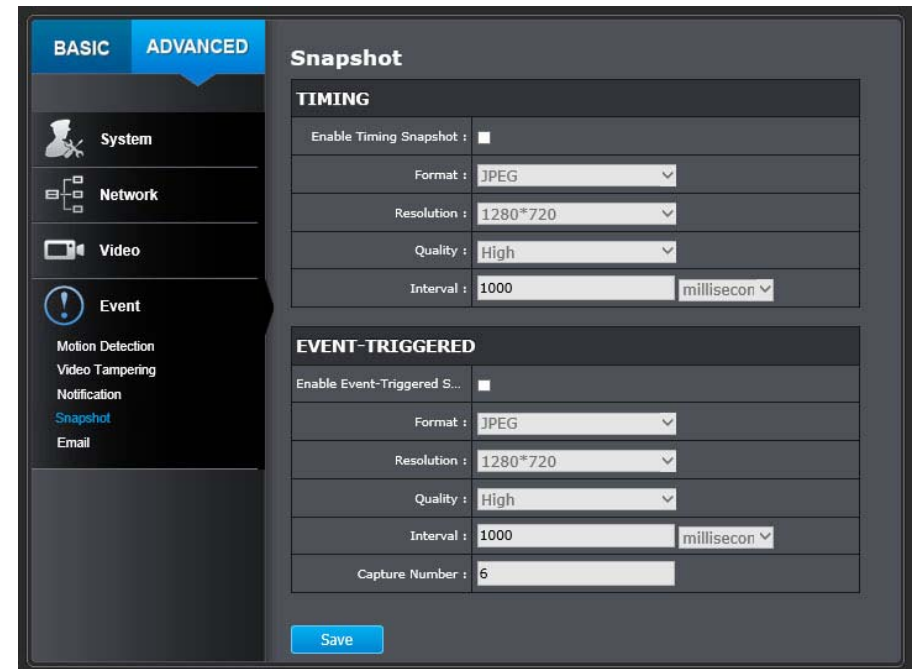 BASIC ADVANCED
System
Network
Video
Event
Motion Detection
Video Tampering
Notification
Snapshot
Email
Snapshot
TIMING
Enable Timing Snapshot :
Format : JPEG
Resolution : 1280*720
Quality : High
Interval : 1000 millisecon
EVENT-TRIGGERED
Enable Event-Triggered S...
Format : JPEG
Resolution : 1280*720
Quality : High
Interval : 1000 millisecon
Capture Number : 6
Save